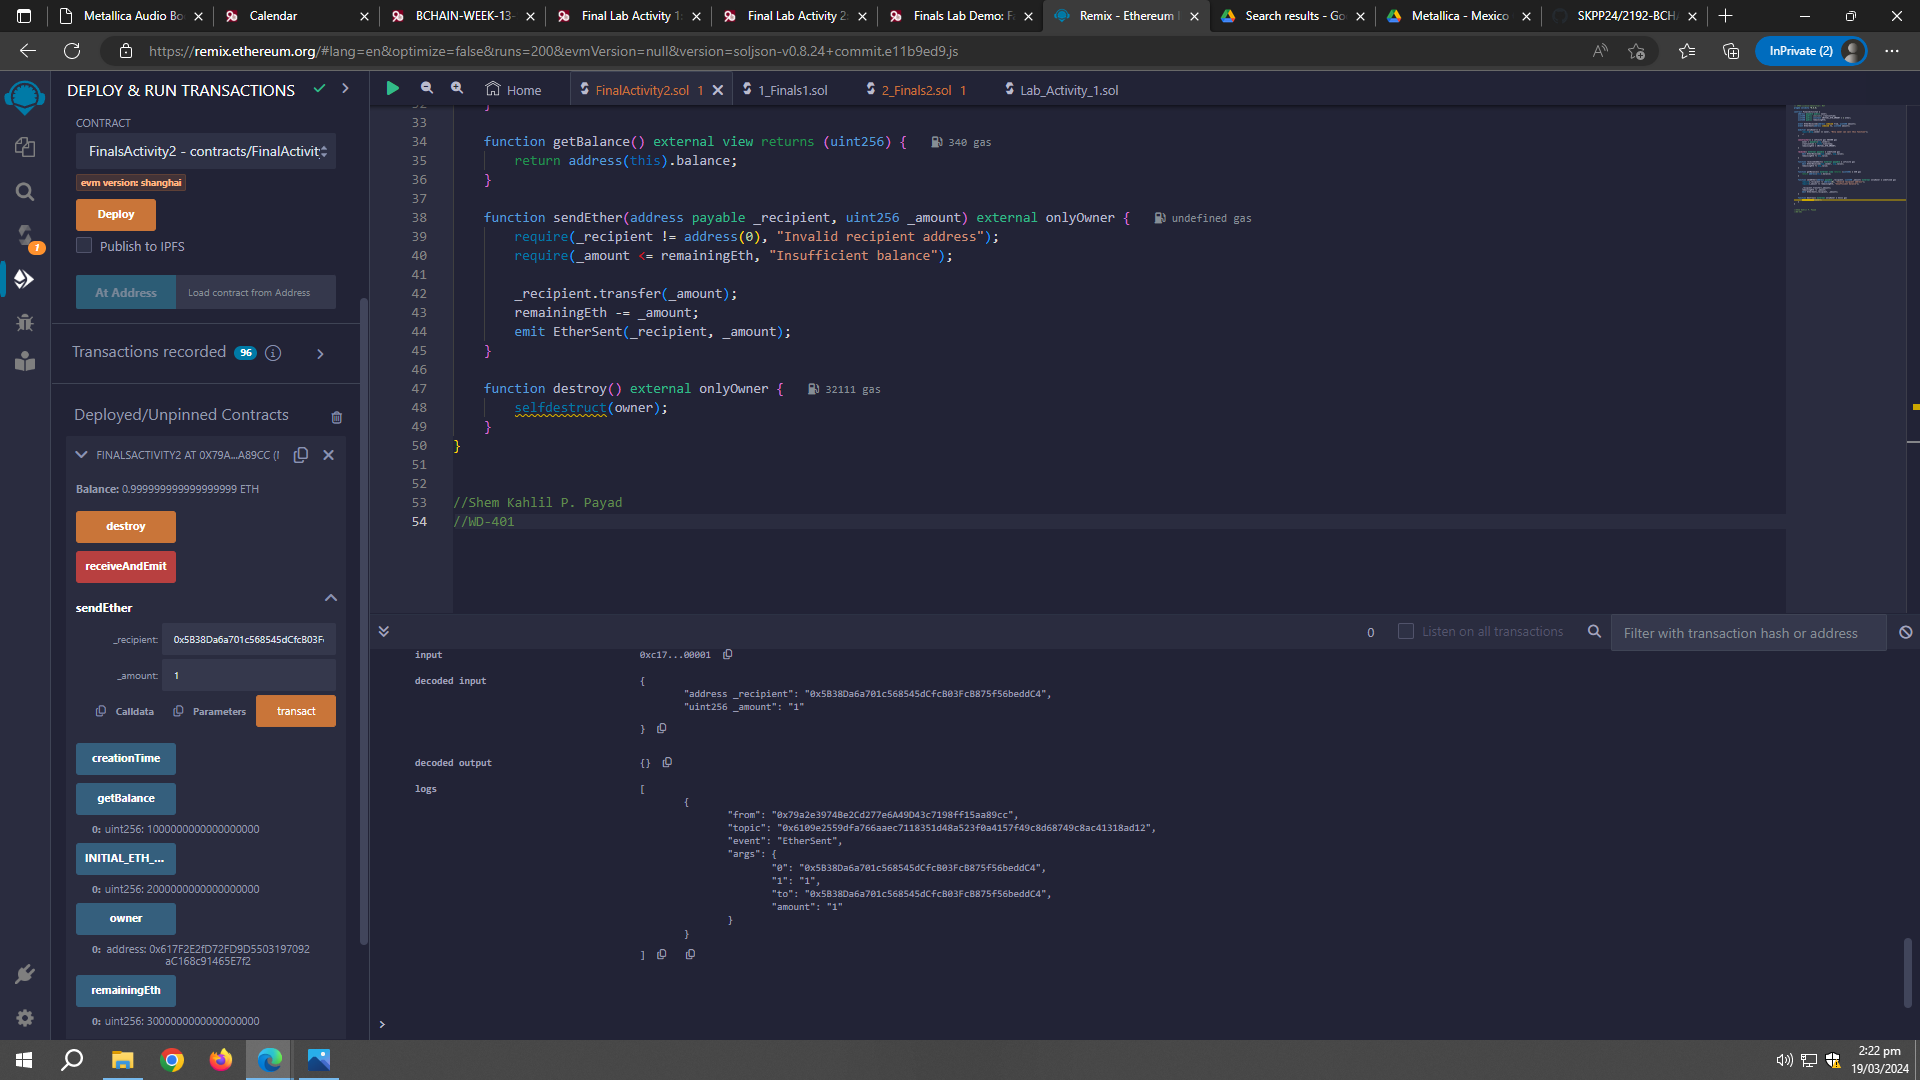 Metallica Audio Bo
Calendar
BCHAIN-WEEK-13-
Final Lab Activity 1:
Final Lab Activity 2:
Finals Lab Demo: Fa
Remix - Ethereum I
Search results - Goo
Metallica - Mexico
SKPP24/2192-BCHA
https://remix.ethereum.org/#lang=en&optimize=false&runs=200&evmVersion=null&version=soljson-v0.8.24+commit.e11b9ed9.js
InPrivate (2)
DEPLOY & RUN TRANSACTIONS
CONTRACT
FinalsActivity2 - contracts/FinalActivit
evm version: shanghai
Deploy
Publish to IPFS
At Address
Load contract from Address
Transactions recorded 96
Deployed/Unpinned Contracts
FINALSACTIVITY2 AT 0X79A...A89CC (
Balance: 0.999999999999999999 ETH
destroy
receiveAndEmit
sendEther
_recipient: 0x5B38Da6a701c568545dCfcB03F
_amount: 1
Calldata
Parameters
transact
creationTime
getBalance
0: uint256: 1000000000000000000
INITIAL_ETH_...
0: uint256: 2000000000000000000
owner
0: address: 0x617F2E2fD72FD9D5503197092
aC168c91465E7f2
remainingEth
0: uint256: 3000000000000000000
1
Home
FinalActivity2.sol 1
1_Finals1.sol
2_Finals2.sol 1
Lab_Activity_1.sol
32 }
33
34 function getBalance() external view returns (uint256) { 340 gas
35 return address(this).balance;
36 }
37
38 function sendEther(address payable _recipient, uint256 _amount) external onlyOwner { undefined gas
39 require(_recipient != address(0), "Invalid recipient address");
40 require(_amount <= remainingEth, "Insufficient balance");
41
42 _recipient.transfer(_amount);
43 remainingEth -= _amount;
44 emit EtherSent(_recipient, _amount);
45 }
46
47 function destroy() external onlyOwner { 32111 gas
48 selfdestruct(owner);
49 }
50 }
51
52
53 //Shem Kahlil P. Payad
54 //WD-401
0
Listen on all transactions
Filter with transaction hash or address
input 0xc17...00001
decoded input {
"address _recipient": "0x5B38Da6a701c568545dCfcB03FcB875f56beddC4",
"uint256 _amount": "1"
}
decoded output {}
logs [
{
"from": "0x79a2e3974Be2Cd277e6A49D43c7198ff15aa89cc",
"topic": "0x6109e2559dfa766aaec7118351d48a523f0a4157f49c8d68749c8ac41318ad12",
"event": "EtherSent",
"args": {
"0": "0x5B38Da6a701c568545dCfcB03FcB875f56beddC4",
"1": "1",
"to": "0x5B38Da6a701c568545dCfcB03FcB875f56beddC4",
"amount": "1"
}
}
]
>
2:22 pm
19/03/2024